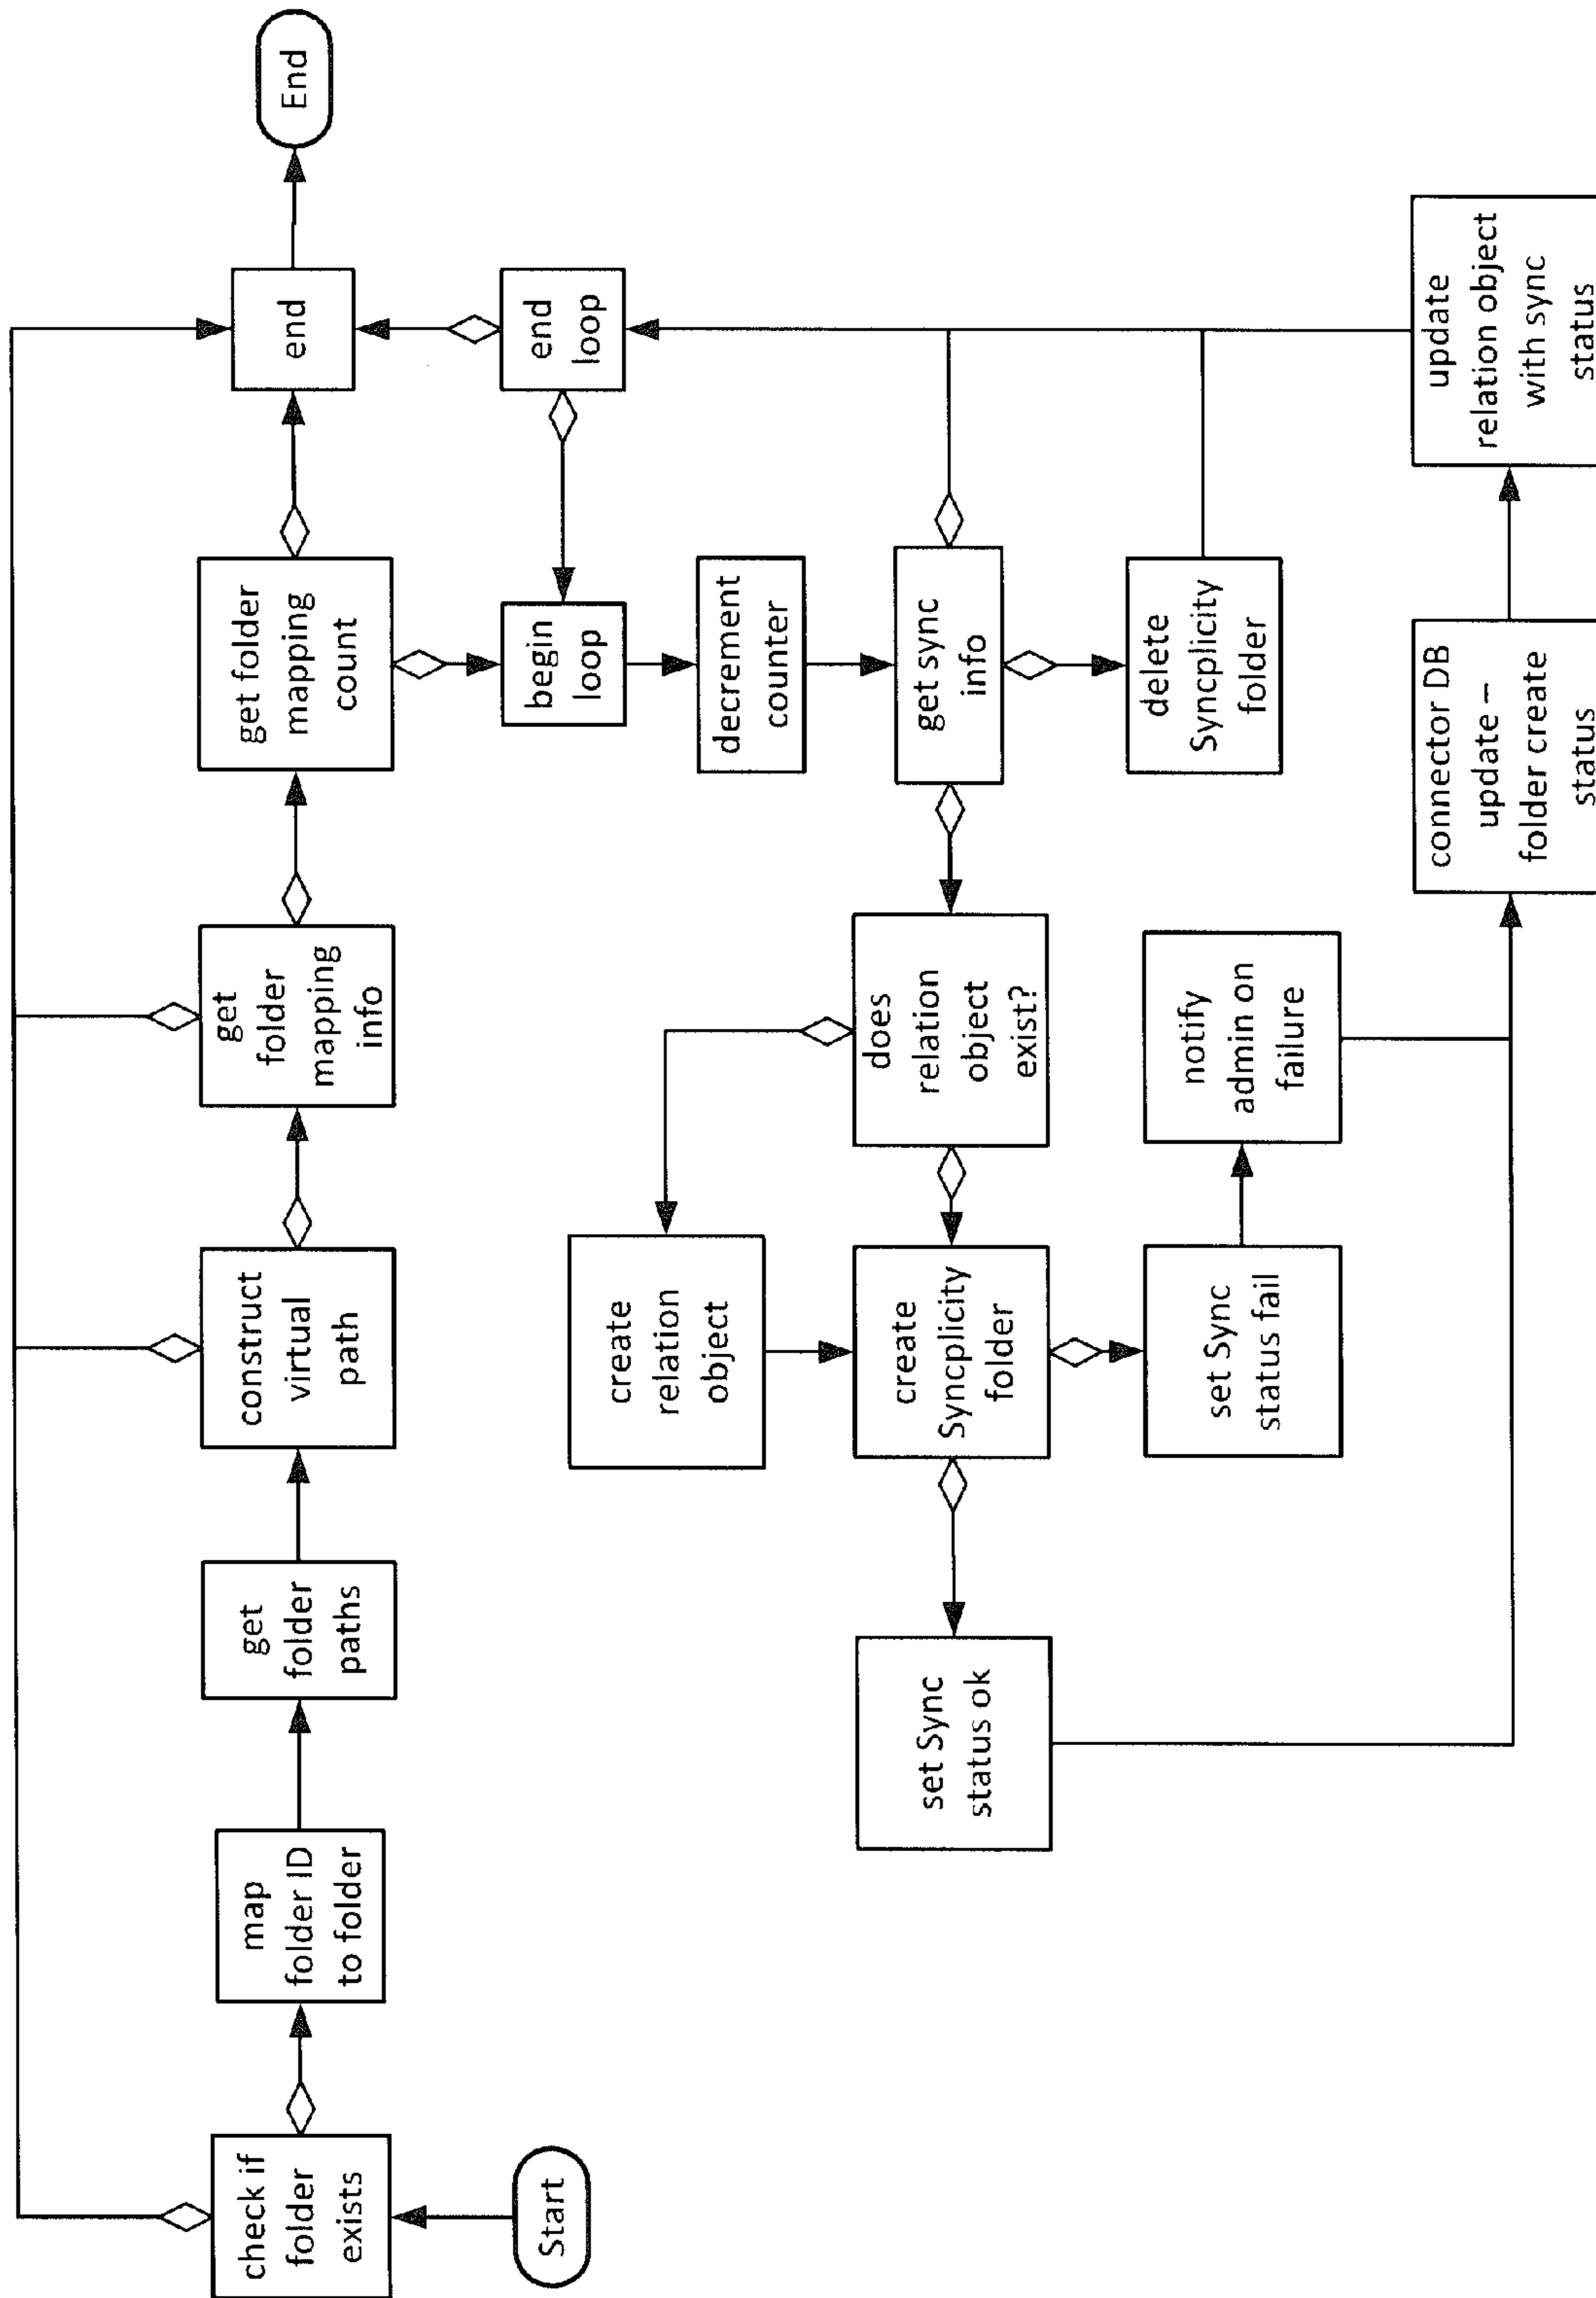 Start
check if
folder
exists
map
folder ID
to folder
get
folder
paths
construct
virtual
path
get
folder
mapping
info
get folder
mapping
count
end
End
begin
loop
end
loop
decrement
counter
get sync
info
delete
Syncplicity
folder
does
relation
object
exist?
create
relation
object
create
Syncplicity
folder
set Sync
status ok
set Sync
status fail
notify
admin on
failure
connector DB
update –
folder create
status
update
relation object
with sync
status